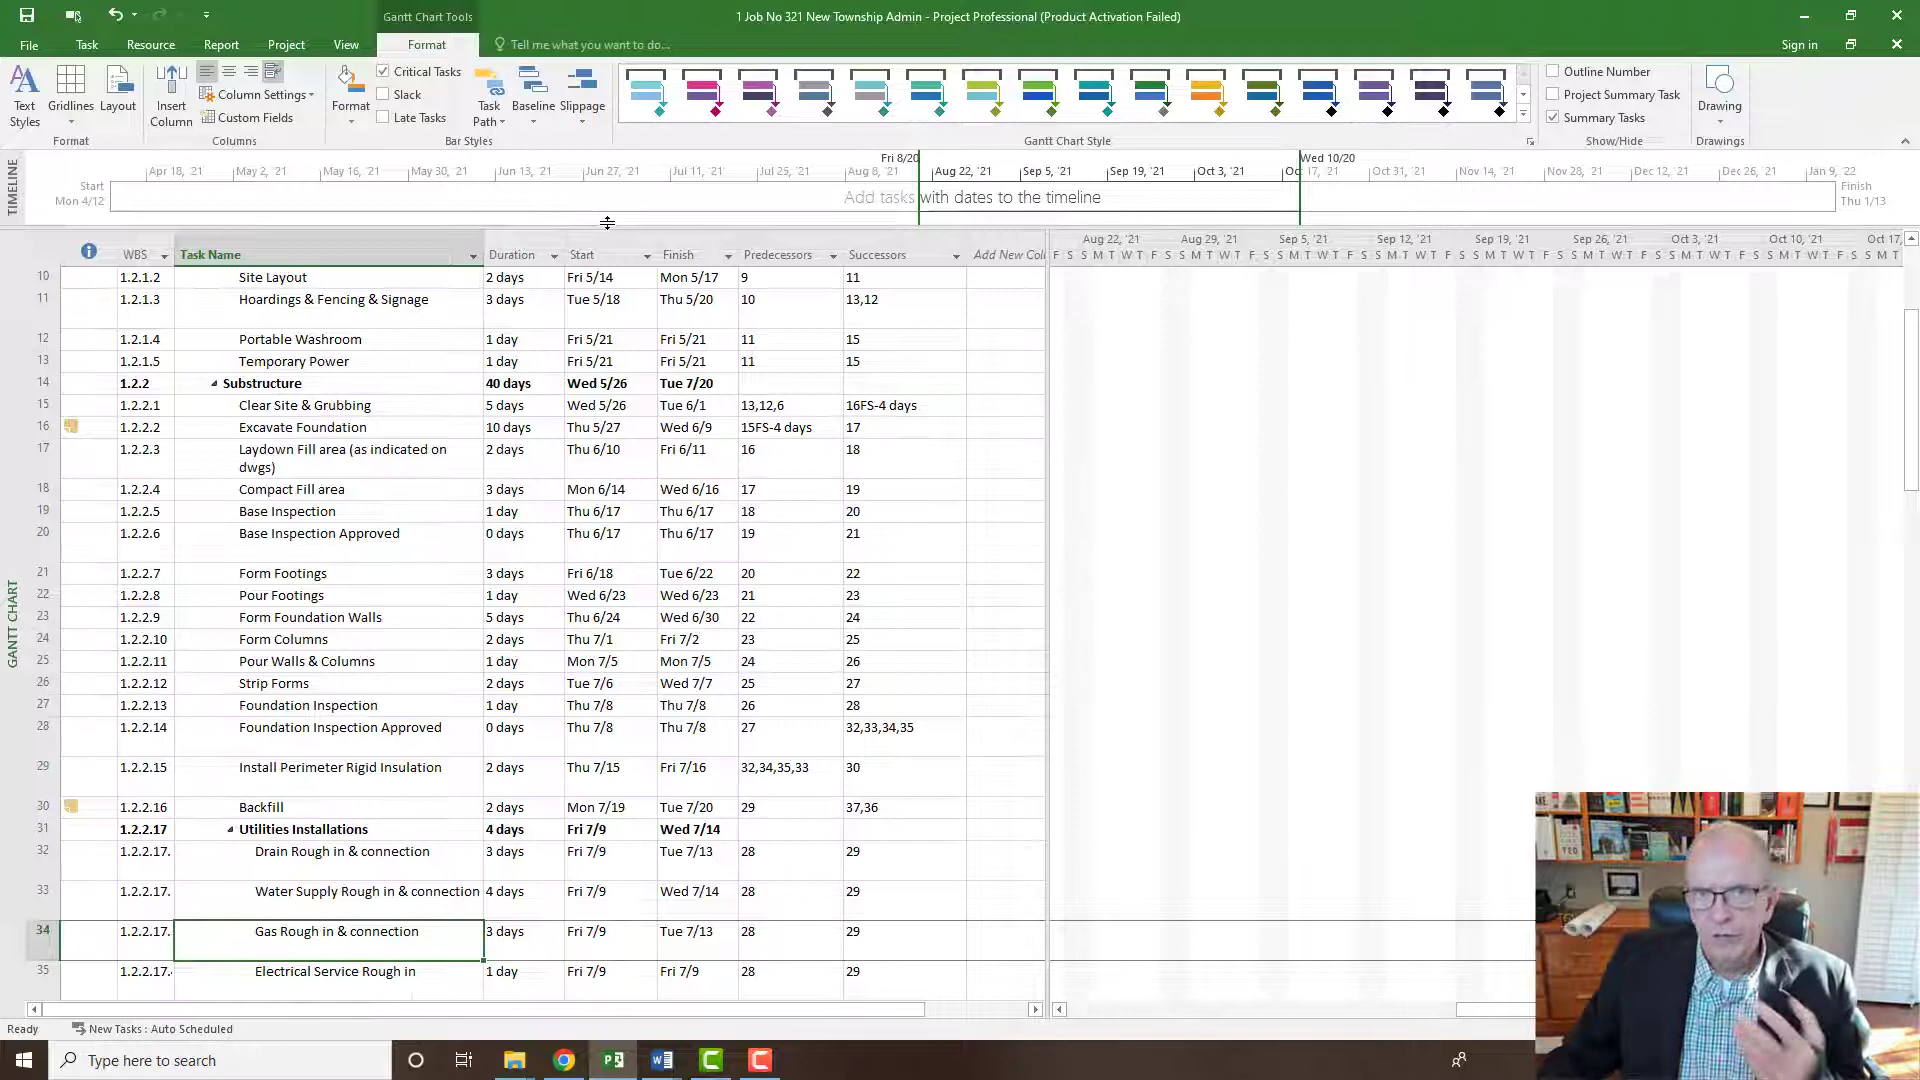 Gantt Chart Tools
1 Job No 321 New Township Admin - Project Professional (Product Activation Failed)
File Task Resource Report Project View Format Tell me what you want to do... Sign in
Text Styles
Gridlines
Layout
Format
Insert Column
Column Settings
Custom Fields
Columns
Format
Critical Tasks
Slack
Late Tasks
Task Path
Baseline
Slippage
Bar Styles
Gantt Chart Style
Outline Number
Project Summary Task
Summary Tasks
Show/Hide
Drawing
Drawings
TIMELINE
Fri 8/20 Wed 10/20
Apr 18, '21 May 2, '21 May 16, '21 May 30, '21 Jun 13, '21 Jun 27, '21 Jul 11, '21 Jul 25, '21 Aug 8, '21 Aug 22, '21 Sep 5, '21 Sep 19, '21 Oct 3, '21 Oct 17, '21 Oct 31, '21 Nov 14, '21 Nov 28, '21 Dec 12, '21 Dec 26, '21 Jan 9, '22
Start
Mon 4/12
Add tasks with dates to the timeline
Finish
Thu 1/13
GANTT CHART
WBS Task Name Duration Start Finish Predecessors Successors Add New Col
Aug 22, '21 Aug 29, '21 Sep 5, '21 Sep 12, '21 Sep 19, '21 Sep 26, '21 Oct 3, '21 Oct 10, '21 Oct 17,
F S S M T W T F S S M T W T F S S M T W T F S S M T W T F S S M T W T F S S M T W T F S S M T W T F S S M T W T F S S M T
10 1.2.1.2 Site Layout 2 days Fri 5/14 Mon 5/17 9 11
11 1.2.1.3 Hoardings & Fencing & Signage 3 days Tue 5/18 Thu 5/20 10 13,12
12 1.2.1.4 Portable Washroom 1 day Fri 5/21 Fri 5/21 11 15
13 1.2.1.5 Temporary Power 1 day Fri 5/21 Fri 5/21 11 15
14 1.2.2 Substructure 40 days Wed 5/26 Tue 7/20
15 1.2.2.1 Clear Site & Grubbing 5 days Wed 5/26 Tue 6/1 13,12,6 16FS-4 days
16 1.2.2.2 Excavate Foundation 10 days Thu 5/27 Wed 6/9 15FS-4 days 17
17 1.2.2.3 Laydown Fill area (as indicated on dwgs) 2 days Thu 6/10 Fri 6/11 16 18
18 1.2.2.4 Compact Fill area 3 days Mon 6/14 Wed 6/16 17 19
19 1.2.2.5 Base Inspection 1 day Thu 6/17 Thu 6/17 18 20
20 1.2.2.6 Base Inspection Approved 0 days Thu 6/17 Thu 6/17 19 21
21 1.2.2.7 Form Footings 3 days Fri 6/18 Tue 6/22 20 22
22 1.2.2.8 Pour Footings 1 day Wed 6/23 Wed 6/23 21 23
23 1.2.2.9 Form Foundation Walls 5 days Thu 6/24 Wed 6/30 22 24
24 1.2.2.10 Form Columns 2 days Thu 7/1 Fri 7/2 23 25
25 1.2.2.11 Pour Walls & Columns 1 day Mon 7/5 Mon 7/5 24 26
26 1.2.2.12 Strip Forms 2 days Tue 7/6 Wed 7/7 25 27
27 1.2.2.13 Foundation Inspection 1 day Thu 7/8 Thu 7/8 26 28
28 1.2.2.14 Foundation Inspection Approved 0 days Thu 7/8 Thu 7/8 27 32,33,34,35
29 1.2.2.15 Install Perimeter Rigid Insulation 2 days Thu 7/15 Fri 7/16 32,34,35,33 30
30 1.2.2.16 Backfill 2 days Mon 7/19 Tue 7/20 29 37,36
31 1.2.2.17 Utilities Installations 4 days Fri 7/9 Wed 7/14
32 1.2.2.17. Drain Rough in & connection 3 days Fri 7/9 Tue 7/13 28 29
33 1.2.2.17. Water Supply Rough in & connection 4 days Fri 7/9 Wed 7/14 28 29
34 1.2.2.17. Gas Rough in & connection 3 days Fri 7/9 Tue 7/13 28 29
35 1.2.2.17. Electrical Service Rough in 1 day Fri 7/9 Fri 7/9 28 29
Ready New Tasks : Auto Scheduled
Type here to search
TED